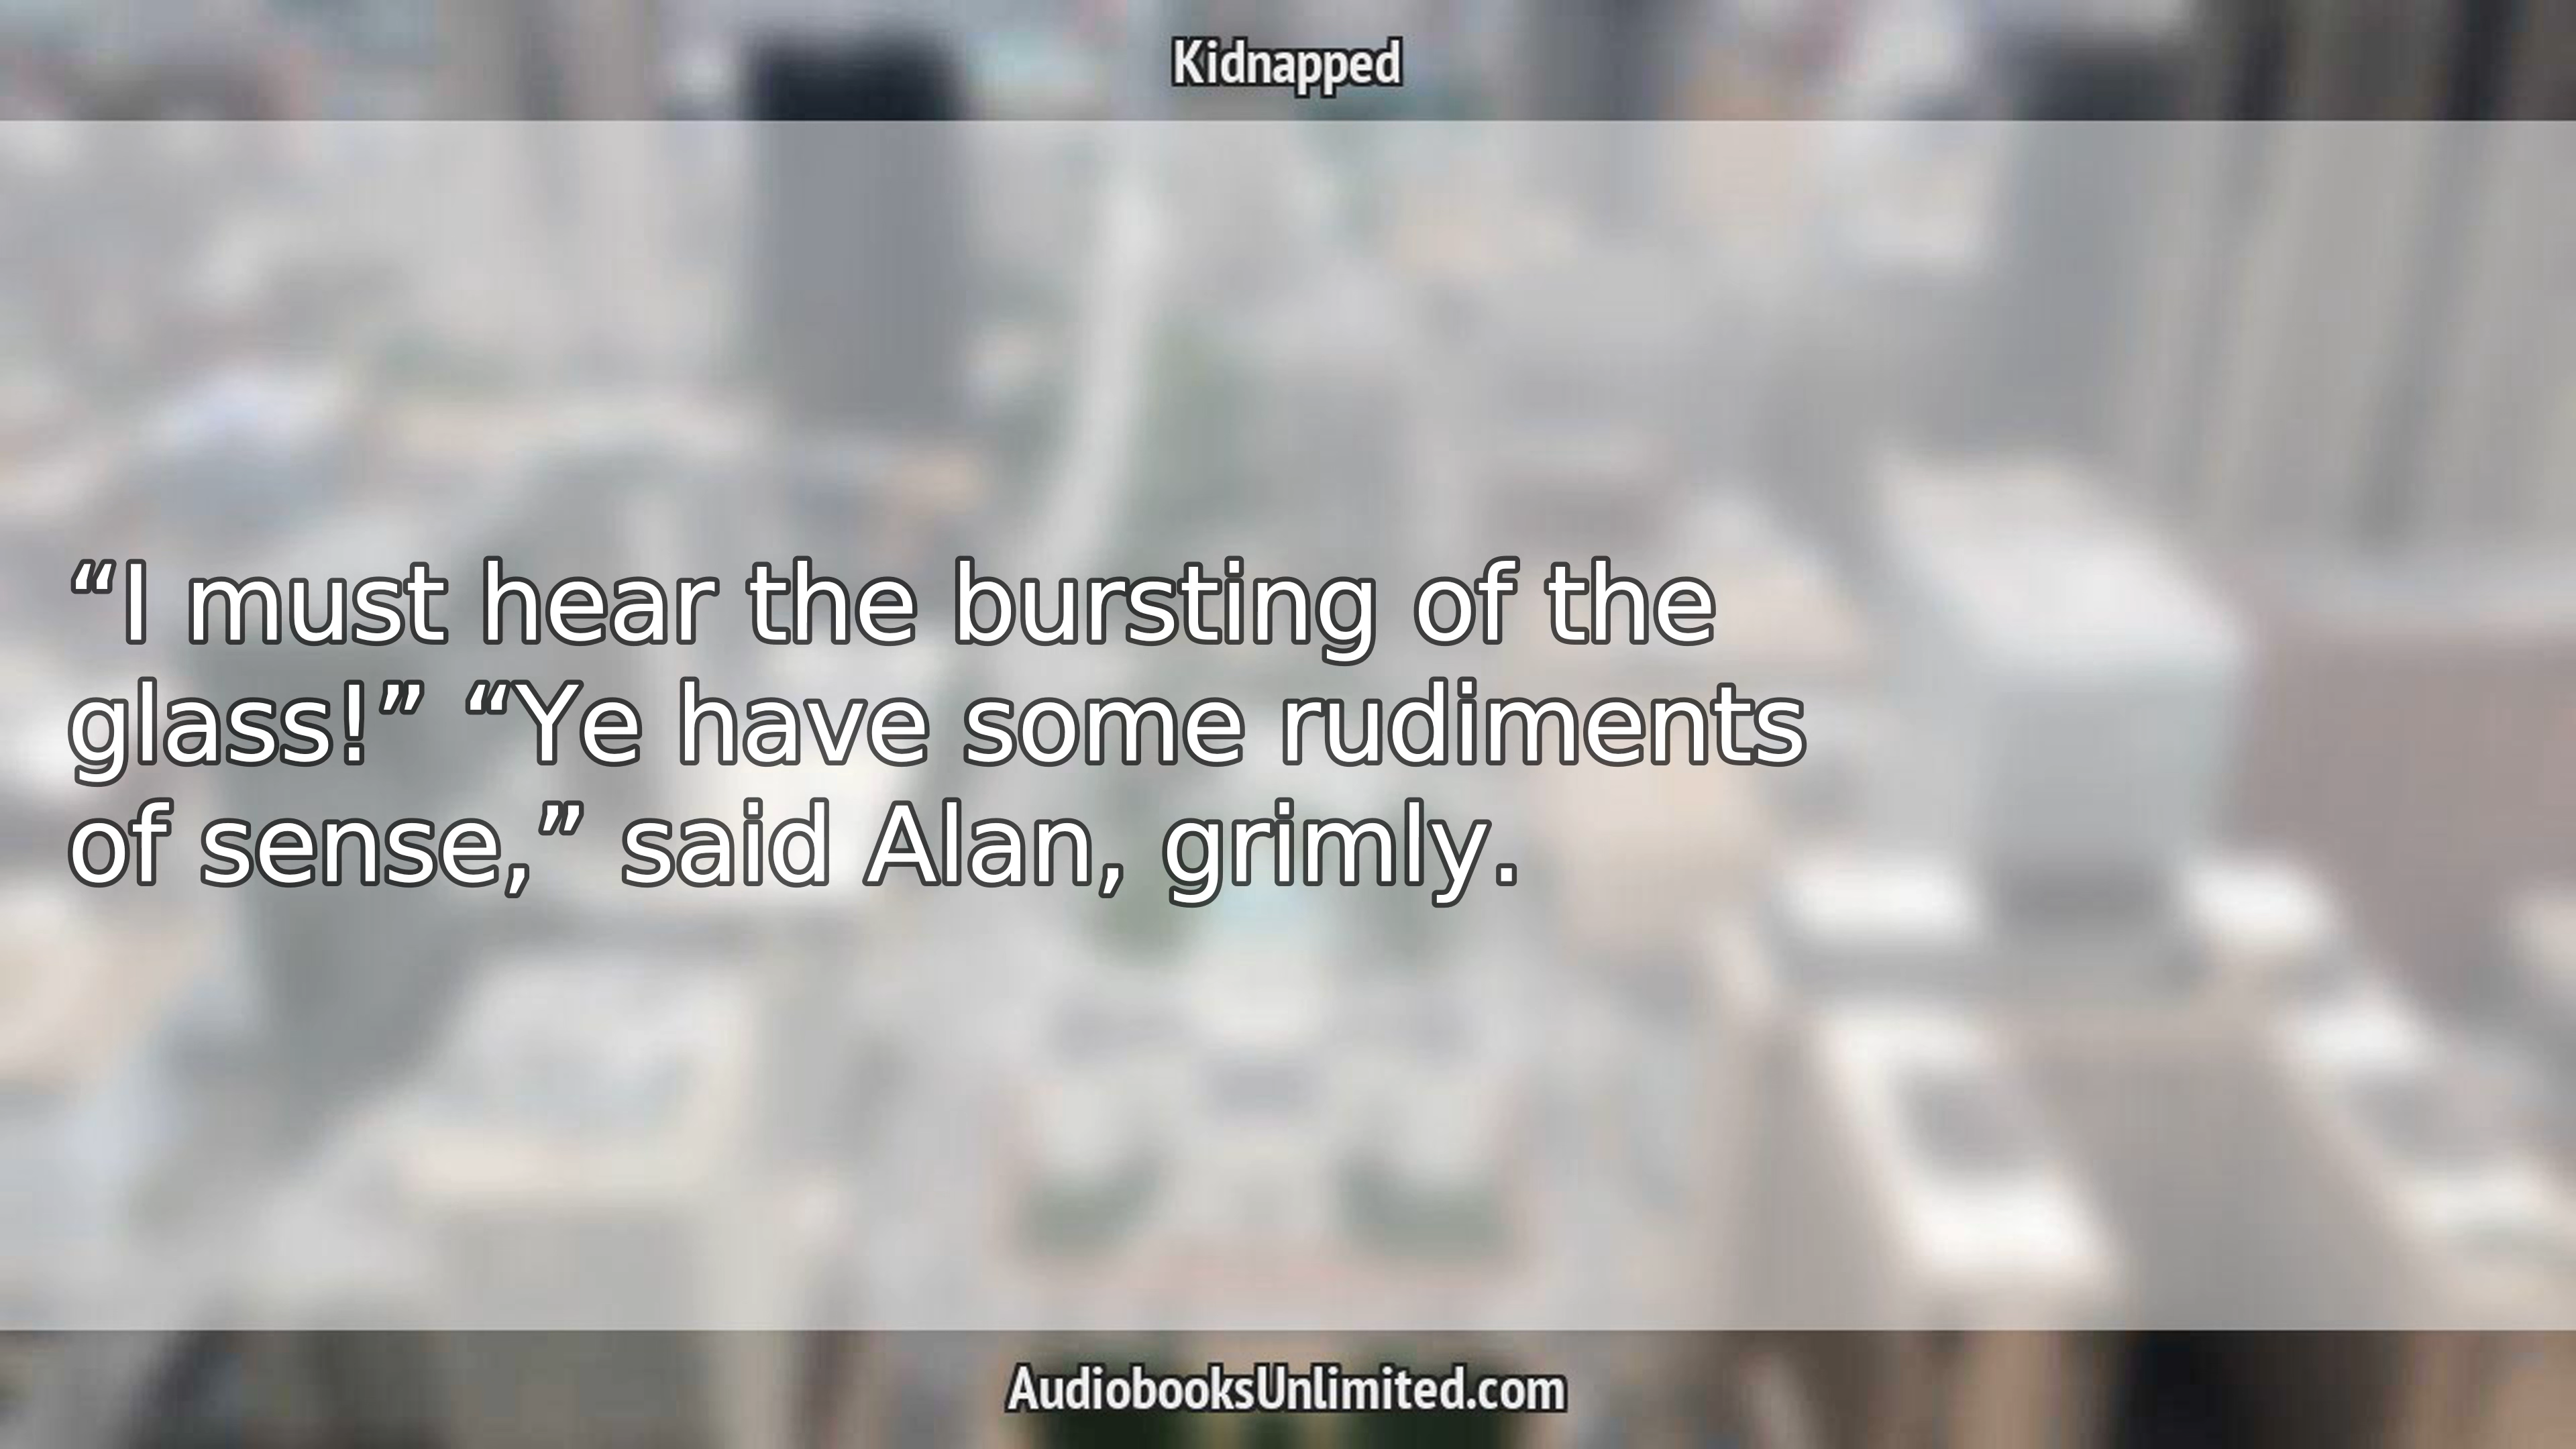 Kidnapped
“I must hear the bursting of the
glass!” “Ye have some rudiments
of sense,” said Alan, grimly.
AudiobooksUnlimited.com